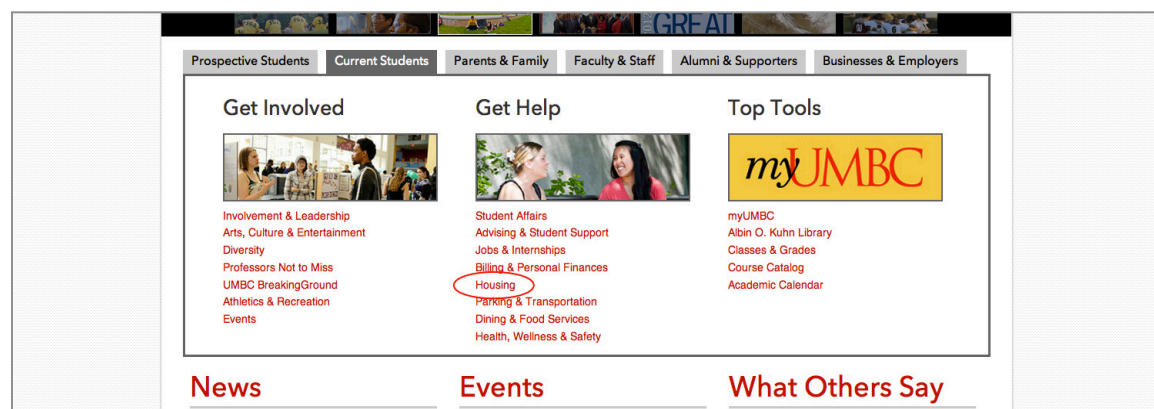 GREAT
Prospective Students Current Students Parents & Family Faculty & Staff Alumni & Supporters Businesses & Employers
Get Involved
Involvement & Leadership
Arts, Culture & Entertainment
Diversity
Professors Not to Miss
UMBC BreakingGround
Athletics & Recreation
Events
Get Help
Student Affairs
Advising & Student Support
Jobs & Internships
Billing & Personal Finances
Housing
Parking & Transportation
Dining & Food Services
Health, Wellness & Safety
Top Tools
myUMBC
myUMBC
Albin O. Kuhn Library
Classes & Grades
Course Catalog
Academic Calendar
News
Events
What Others Say